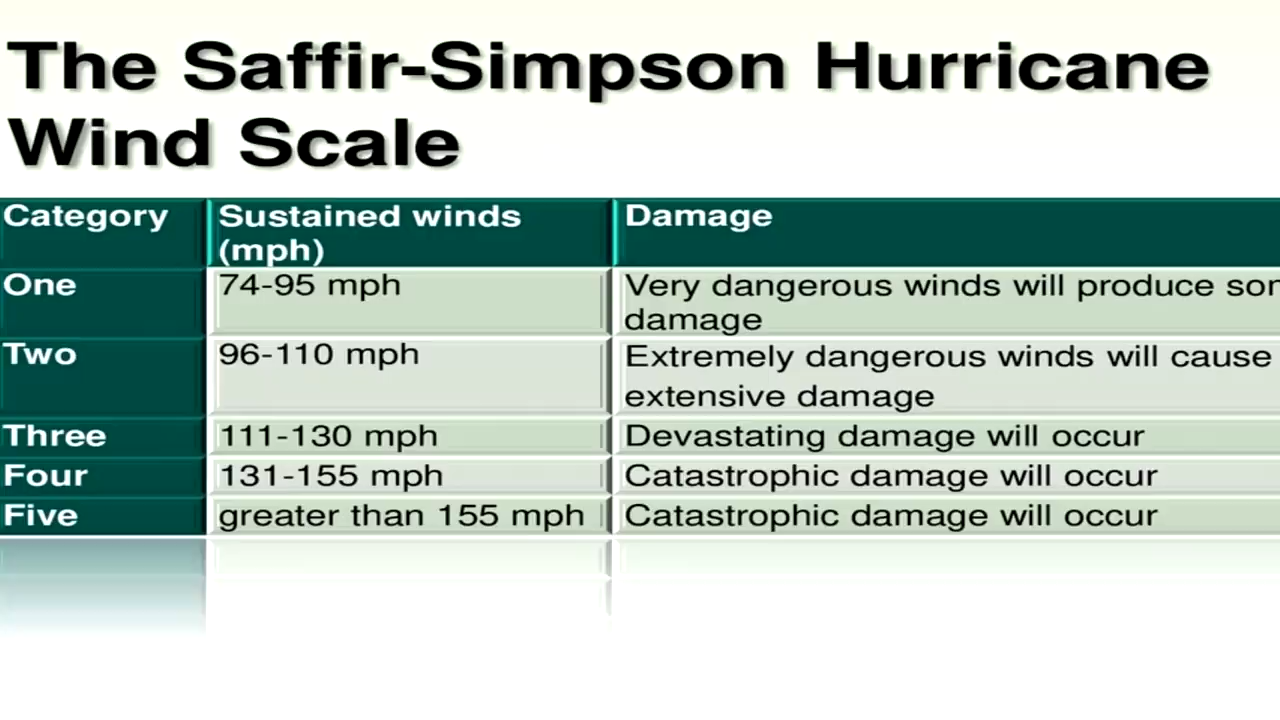 The Saffir-Simpson Hurricane
Wind Scale
Category Sustained winds (mph) Damage
One 74-95 mph Very dangerous winds will produce
damage
Two 96-110 mph Extremely dangerous winds will cause
extensive damage
Three 111-130 mph Devastating damage will occur
Four 131-155 mph Catastrophic damage will occur
Five greater than 155 mph Catastrophic damage will occur